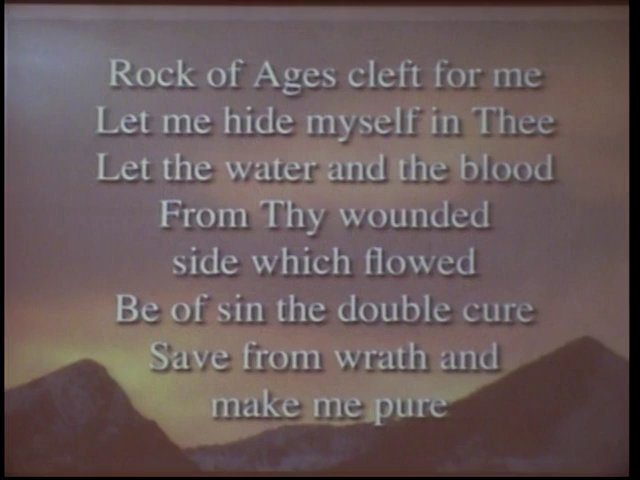 Rock of Ages cleft for me
Let me hide myself in Thee
Let the water and the blood
From Thy wounded
side which flowed
Be of sin the double cure
Save from wrath and
make me pure